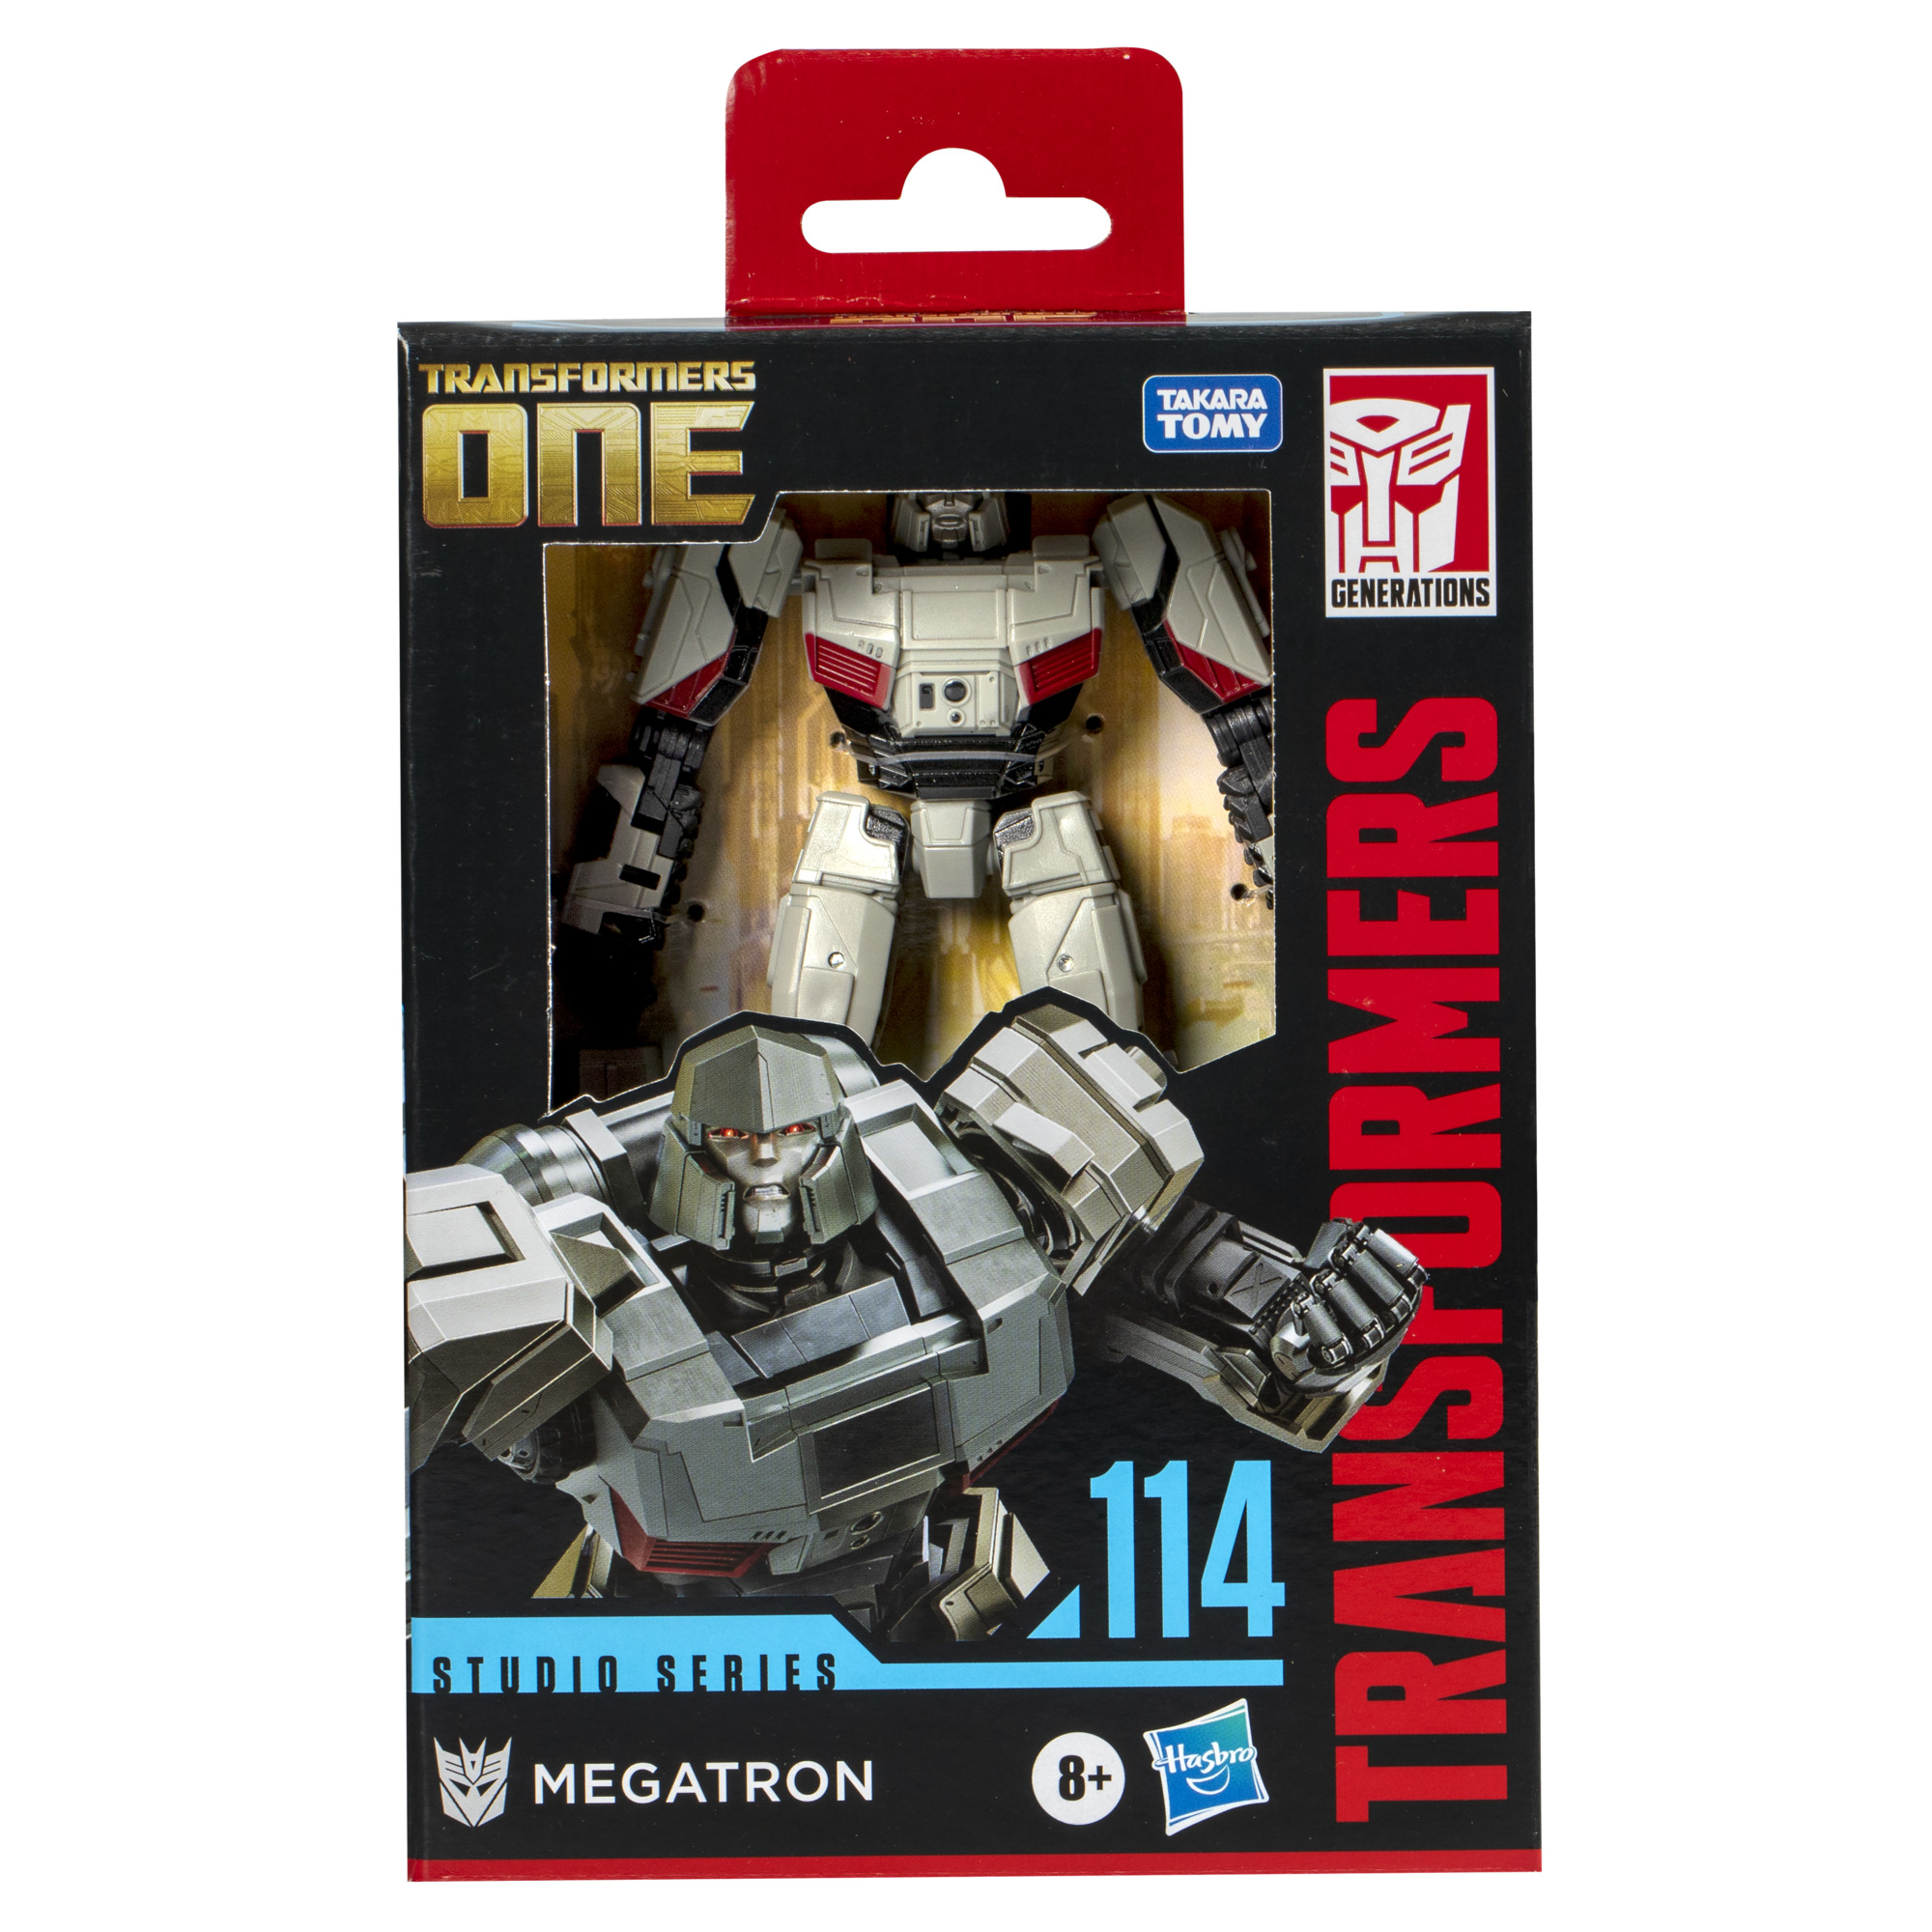 TRANSFORMERS
ONE
TAKARA
TOMY
GENERATIONS
TRANSFORMERS
114
STUDIO SERIES
MEGATRON
8+
Hasbro